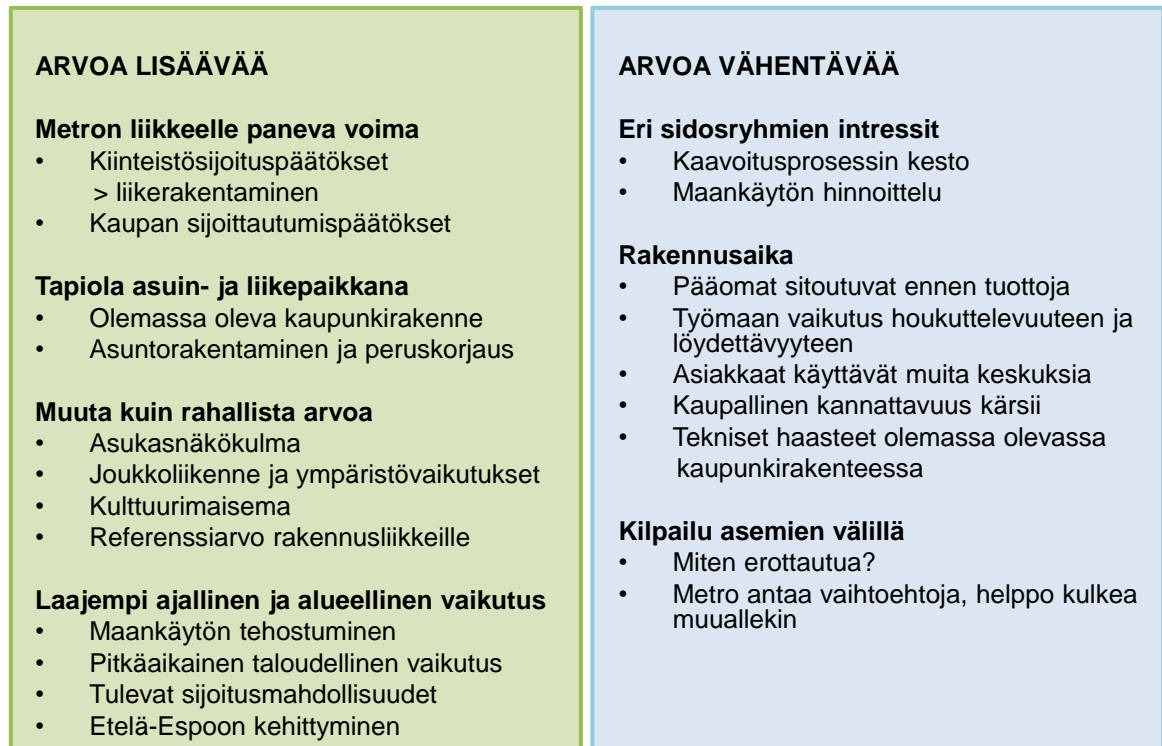 ARVOA LISÄÄVÄÄ
Metron liikkeelle paneva voima
• Kiinteistösijoituspäätökset
> liikerakentaminen
• Kaupan sijoittautumispäätökset
Tapiola asuin- ja liikepaikkana
• Olemassa oleva kaupunkirakenne
• Asuntorakentaminen ja peruskorjaus
Muuta kuin rahallista arvoa
• Asukasnäkökulma
• Joukkoliikenne ja ympäristövaikutukset
• Kulttuurimaisema
• Referenssiarvo rakennusliikkeille
Laajempi ajallinen ja alueellinen vaikutus
• Maankäytön tehostuminen
• Pitkäaikainen taloudellinen vaikutus
• Tulevat sijoitusmahdollisuudet
• Etelä-Espoon kehittyminen
ARVOA VÄHENTÄVÄÄ
Eri sidosryhmien intressit
• Kaavoitusprosessin kesto
• Maankäytön hinnoittelu
Rakennusaika
• Pääomat sitoutuvat ennen tuottoja
• Työmaan vaikutus houkuttelevuuteen ja
löydettävyyteen
• Asiakkaat käyttävät muita keskuksia
• Kaupallinen kannattavuus kärsii
• Tekniset haasteet olemassa olevassa
kaupunkirakenteessa
Kilpailu asemien välillä
• Miten erottautua?
• Metro antaa vaihtoehtoja, helppo kulkea
muuallekin